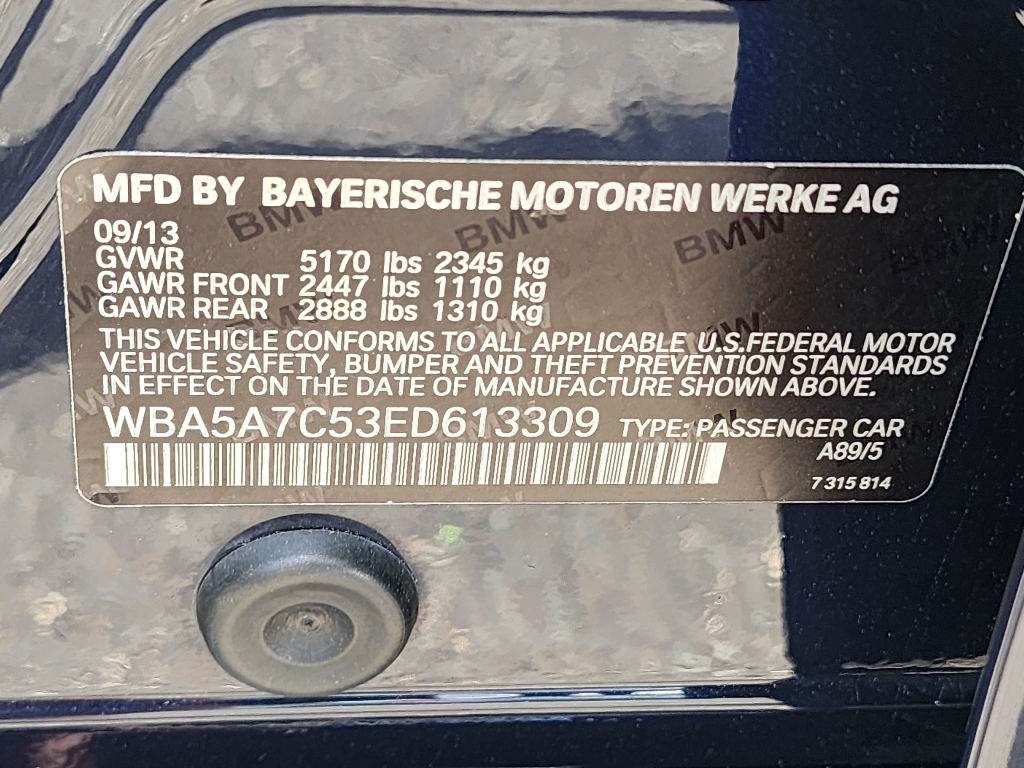 MFD BY BAYERISCHE MOTOREN WERKE AG
09/13
GVWR 5170 lbs 2345 kg
GAWR FRONT 2447 lbs 1110 kg
GAWR REAR 2888 lbs 1310 kg
THIS VEHICLE CONFORMS TO ALL APPLICABLE U.S.FEDERAL MOTOR
VEHICLE SAFETY, BUMPER AND THEFT PREVENTION STANDARDS
IN EFFECT ON THE DATE OF MANUFACTURE SHOWN ABOVE.
WBA5A7C53ED613309 TYPE: PASSENGER CAR
A89/5
7 315 814
BMW
BMW
BMW